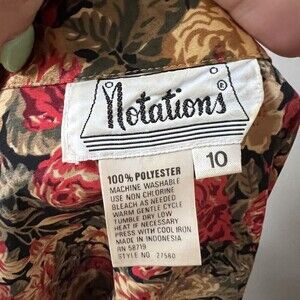 Notations®
10
100% POLYESTER
MACHINE WASHABLE
USE NON CHLORINE
BLEACH AS NEEDED
WARM GENTLE CYCLE
TUMBLE DRY LOW
HEAT IF NECESSARY
PRESS WITH COOL IRON
MADE IN INDONESIA
RN 58719
STYLE NO 27580